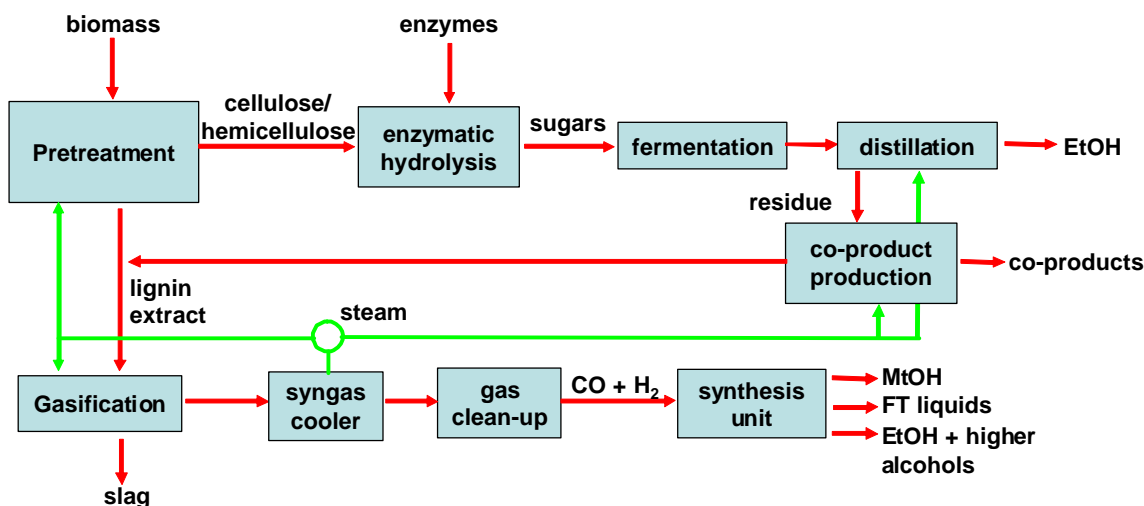 biomass
enzymes
cellulose/
hemicellulose
Pretreatment
enzymatic
hydrolysis
sugars
fermentation
distillation
EtOH
residue
co-product
production
co-products
lignin
extract
steam
Gasification
syngas
cooler
gas
clean-up
CO + H₂
synthesis
unit
MtOH
FT liquids
EtOH + higher
alcohols
slag